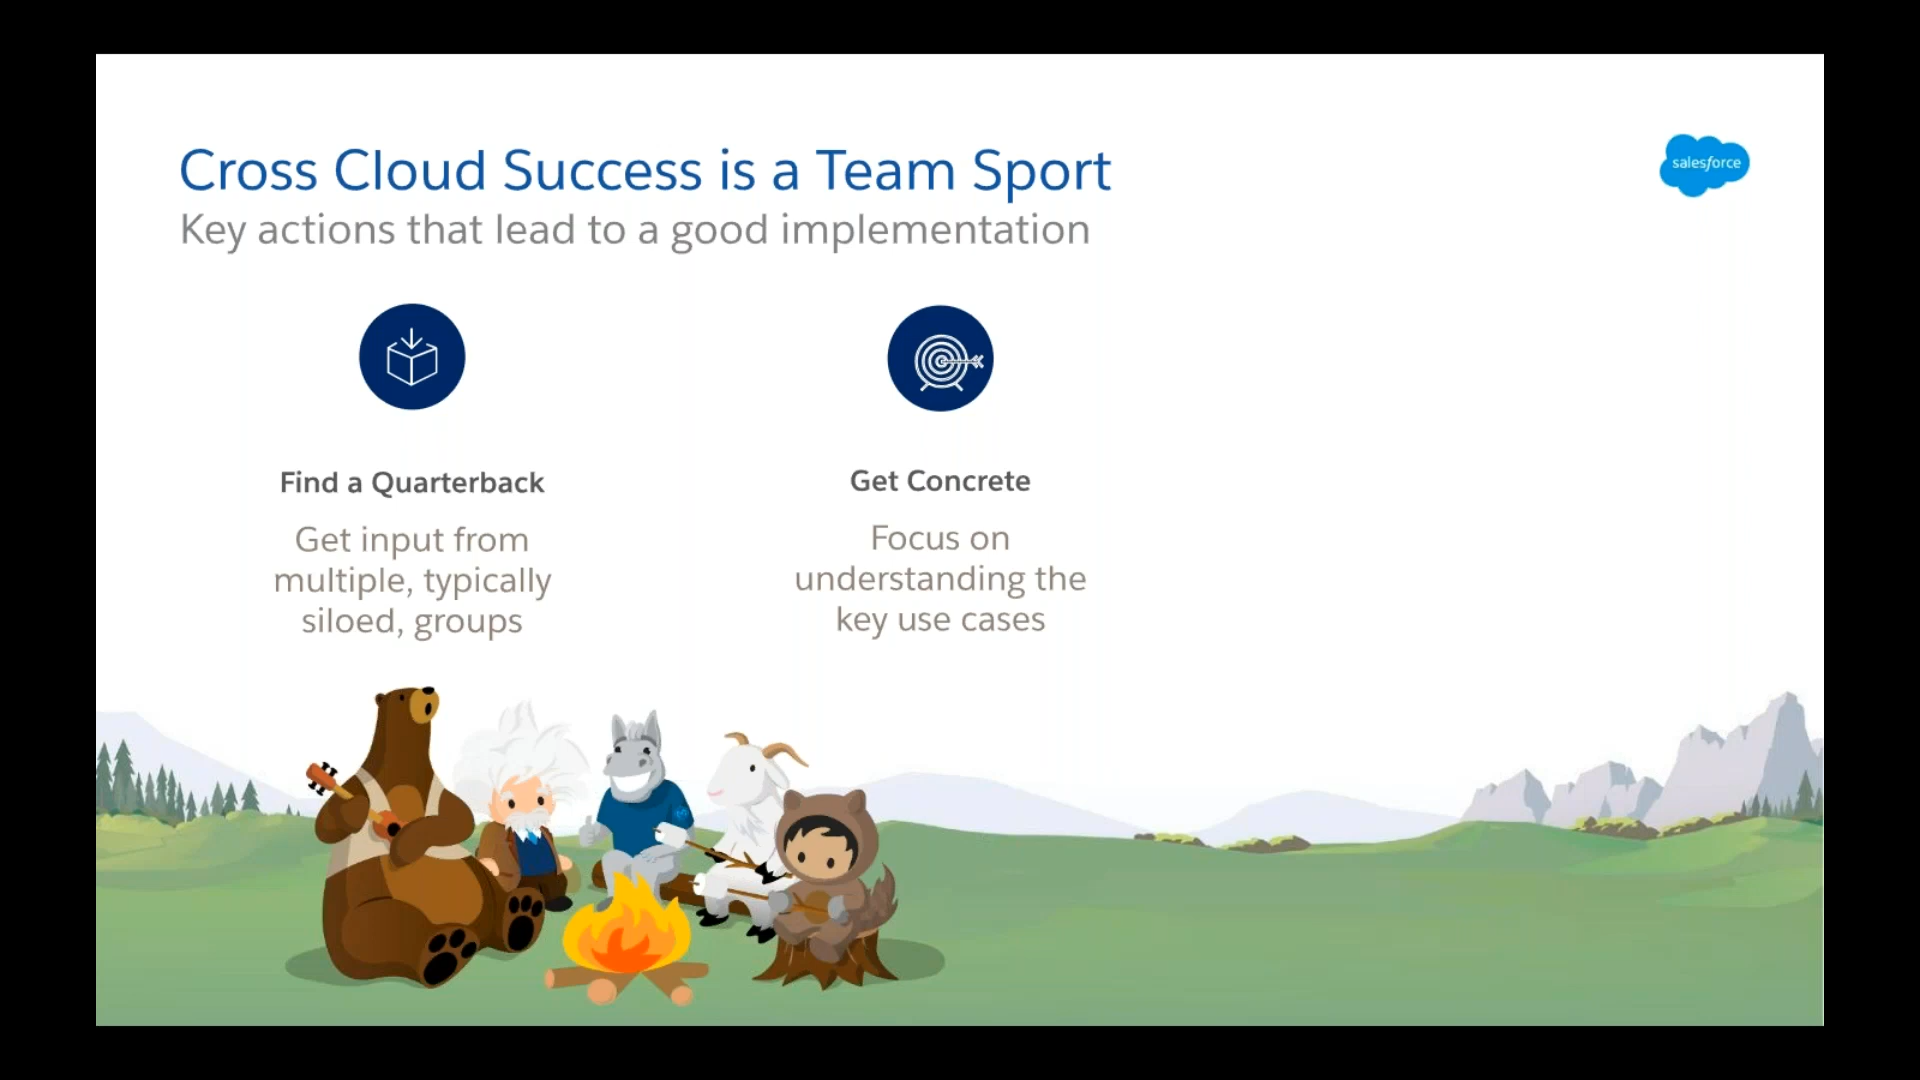 Cross Cloud Success is a Team Sport
Key actions that lead to a good implementation
salesforce
Find a Quarterback
Get input from
multiple, typically
siloed, groups
Get Concrete
Focus on
understanding the
key use cases